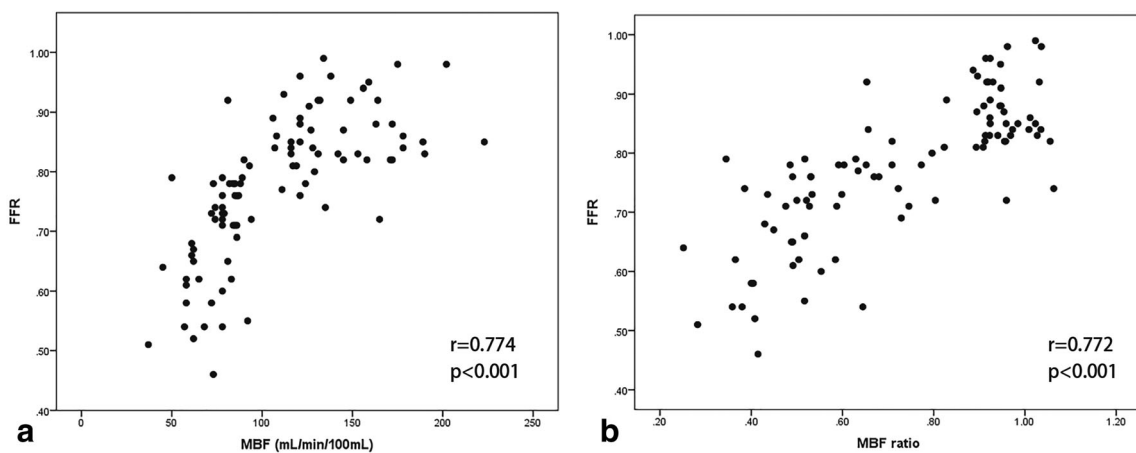 1.00
.90
.80
.70
.60
.50
.40
FFR
r=0.774
p<0.001
0 50 100 150 200 250
MBF (mL/min/100mL)
a
1.00
.90
.80
.70
.60
.50
.40
FFR
r=0.772
p<0.001
.20 .40 .60 .80 1.00 1.20
MBF ratio
b